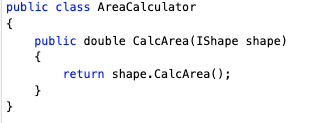 public class AreaCalculator
{
    public double CalcArea(IShape shape)
    {
        return shape.CalcArea();
    }
}